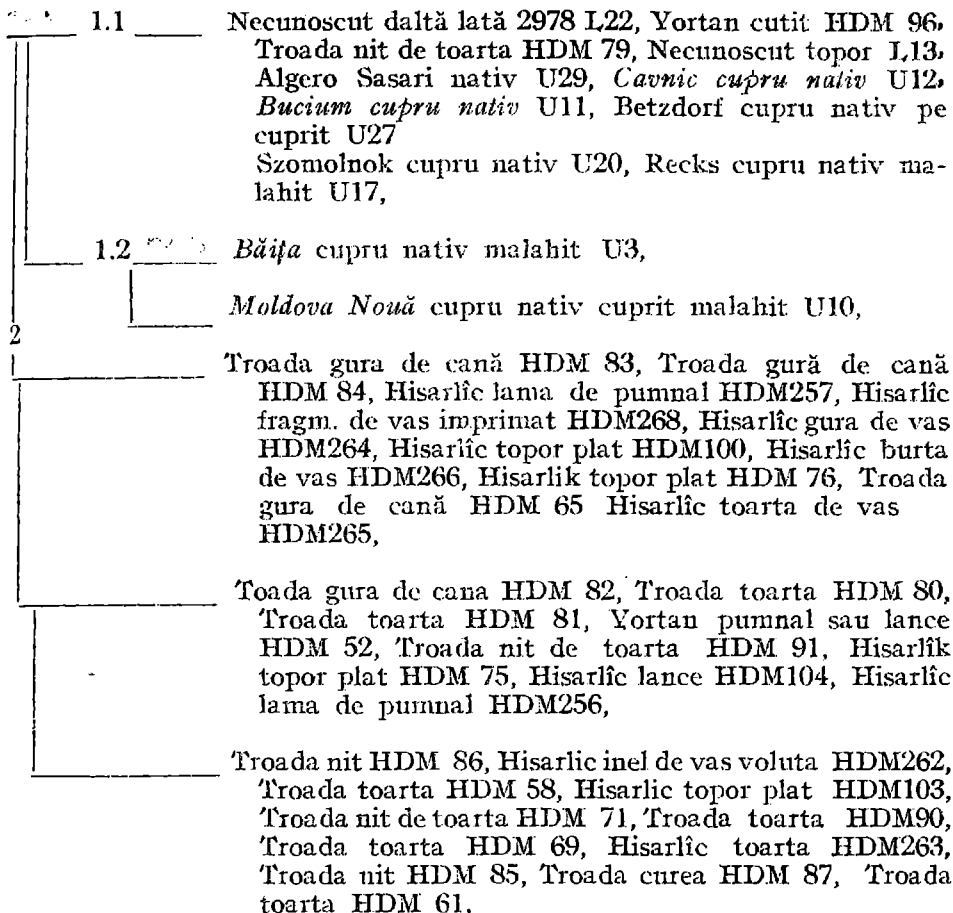 1.1 Necunoscut daltă lată 2978 L22, Yortan cutit HDM 96,
Troada nit de toarta HDM 79, Necunoscut topor L13,
Algero Sasari nativ U29, Cavnic cupru nativ U12,
Bucium cupru nativ U11, Betzdorf cupru nativ pe
cuprit U27
Szomolnok cupru nativ U20, Recks cupru nativ ma-
lahit U17,
1.2 Băița cupru nativ malahit U3,
Moldova Nouă cupru nativ cuprit malahit U10,
2
Troada gura de cană HDM 83, Troada gură de cană
HDM 84, Hisarlîc lama de pumnal HDM257, Hisarlîc
fragm. de vas imprimat HDM268, Hisarlîc gura de vas
HDM264, Hisarlîc topor plat HDM100, Hisarlîc burta
de vas HDM266, Hisarlik topor plat HDM 76, Troada
gura de cană HDM 65 Hisarlîc toarta de vas
HDM265,
Toada gura de cana HDM 82, Troada toarta HDM 80,
Troada toarta HDM 81, Yortan pumnal sau lance
HDM 52, Troada nit de toarta HDM 91, Hisarlîk
topor plat HDM 75, Hisarlîc lance HDM104, Hisarlîc
lama de pumnal HDM256,
Troada nit HDM 86, Hisarlic inel de vas voluta HDM262,
Troada toarta HDM 58, Hisarlic topor plat HDM103,
Troada nit de toarta HDM 71, Troada toarta HDM90,
Troada toarta HDM 69, Hisarlîc toarta HDM263,
Troada nit HDM 85, Troada curea HDM 87, Troada
toarta HDM 61,